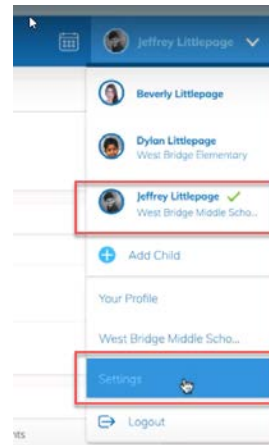 Jeffrey Littlepage
Beverly Littlepage
Dylan Littlepage
West Bridge Elementary
Jeffrey Littlepage
West Bridge Middle Scho...
Add Child
Your Profile
West Bridge Middle Scho...
Settings
Logout
nts